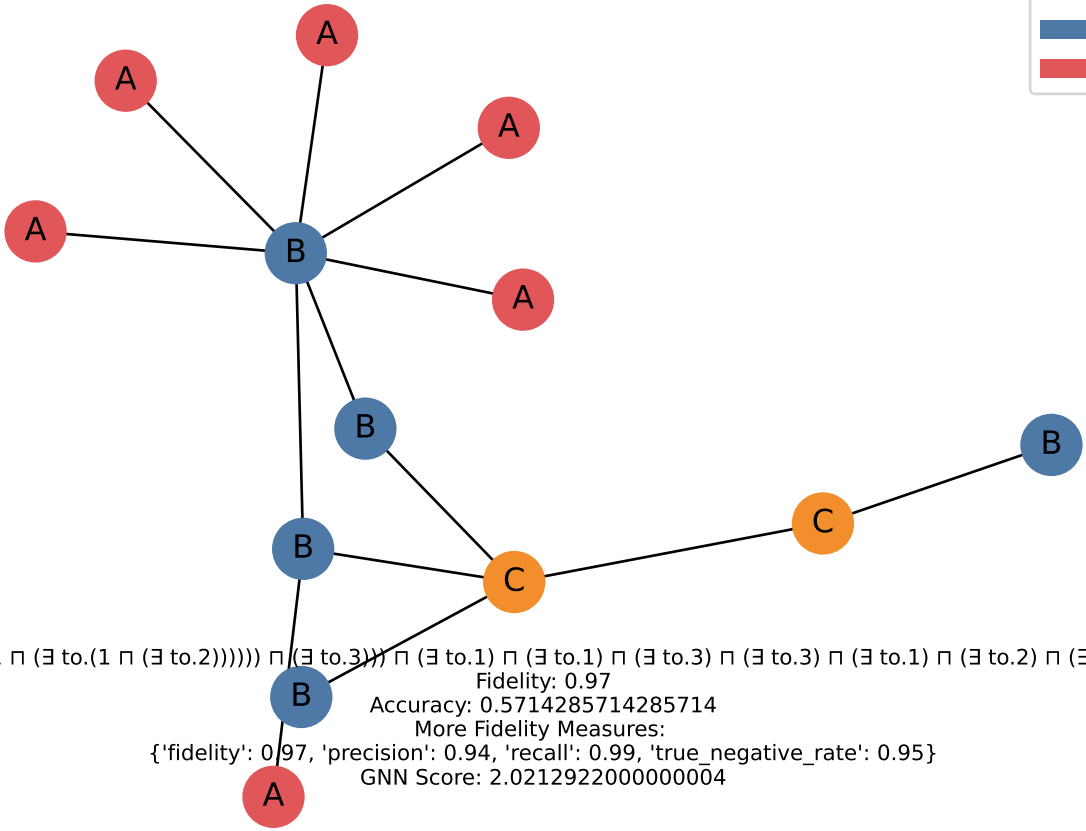 A
A
A
A
B
A
B
B
B
C
C
. ⊓ (∃ to.(1 ⊓ (∃ to.2)))))) ⊓ (∃ to.3))) ⊓ (∃ to.1) ⊓ (∃ to.1) ⊓ (∃ to.3) ⊓ (∃ to.3) ⊓ (∃ to.1) ⊓ (∃ to.2) ⊓ (∃
Fidelity: 0.97
B
Accuracy: 0.5714285714285714
More Fidelity Measures:
{'fidelity': 0.97, 'precision': 0.94, 'recall': 0.99, 'true_negative_rate': 0.95}
GNN Score: 2.0212922000000004
A